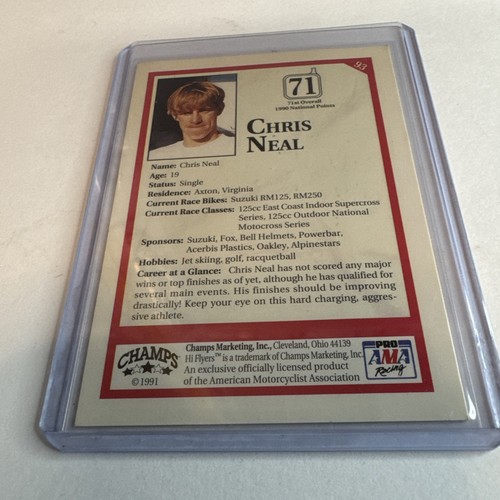 93
71
71st Overall
1990 National Points
CHRIS
NEAL
Name: Chris Neal
Age: 19
Status: Single
Residence: Axton, Virginia
Current Race Bikes: Suzuki RM125, RM250
Current Race Classes: 125cc East Coast Indoor Supercross
Series, 125cc Outdoor National
Motocross Series
Sponsors: Suzuki, Fox, Bell Helmets, Powerbar,
Acerbis Plastics, Oakley, Alpinestars
Hobbies: Jet skiing, golf, racquetball
Career at a Glance: Chris Neal has not scored any major
wins or top finishes as of yet, although he has qualified for
several main events. His finishes should be improving
drastically! Keep your eye on this hard charging, aggres-
sive athlete.
CHAMPS
©1991
Champs Marketing, Inc., Cleveland, Ohio 44139
Hi Flyers™ is a trademark of Champs Marketing, Inc.
An exclusive officially licensed product
of the American Motorcyclist Association
PRO
AMA
Racing